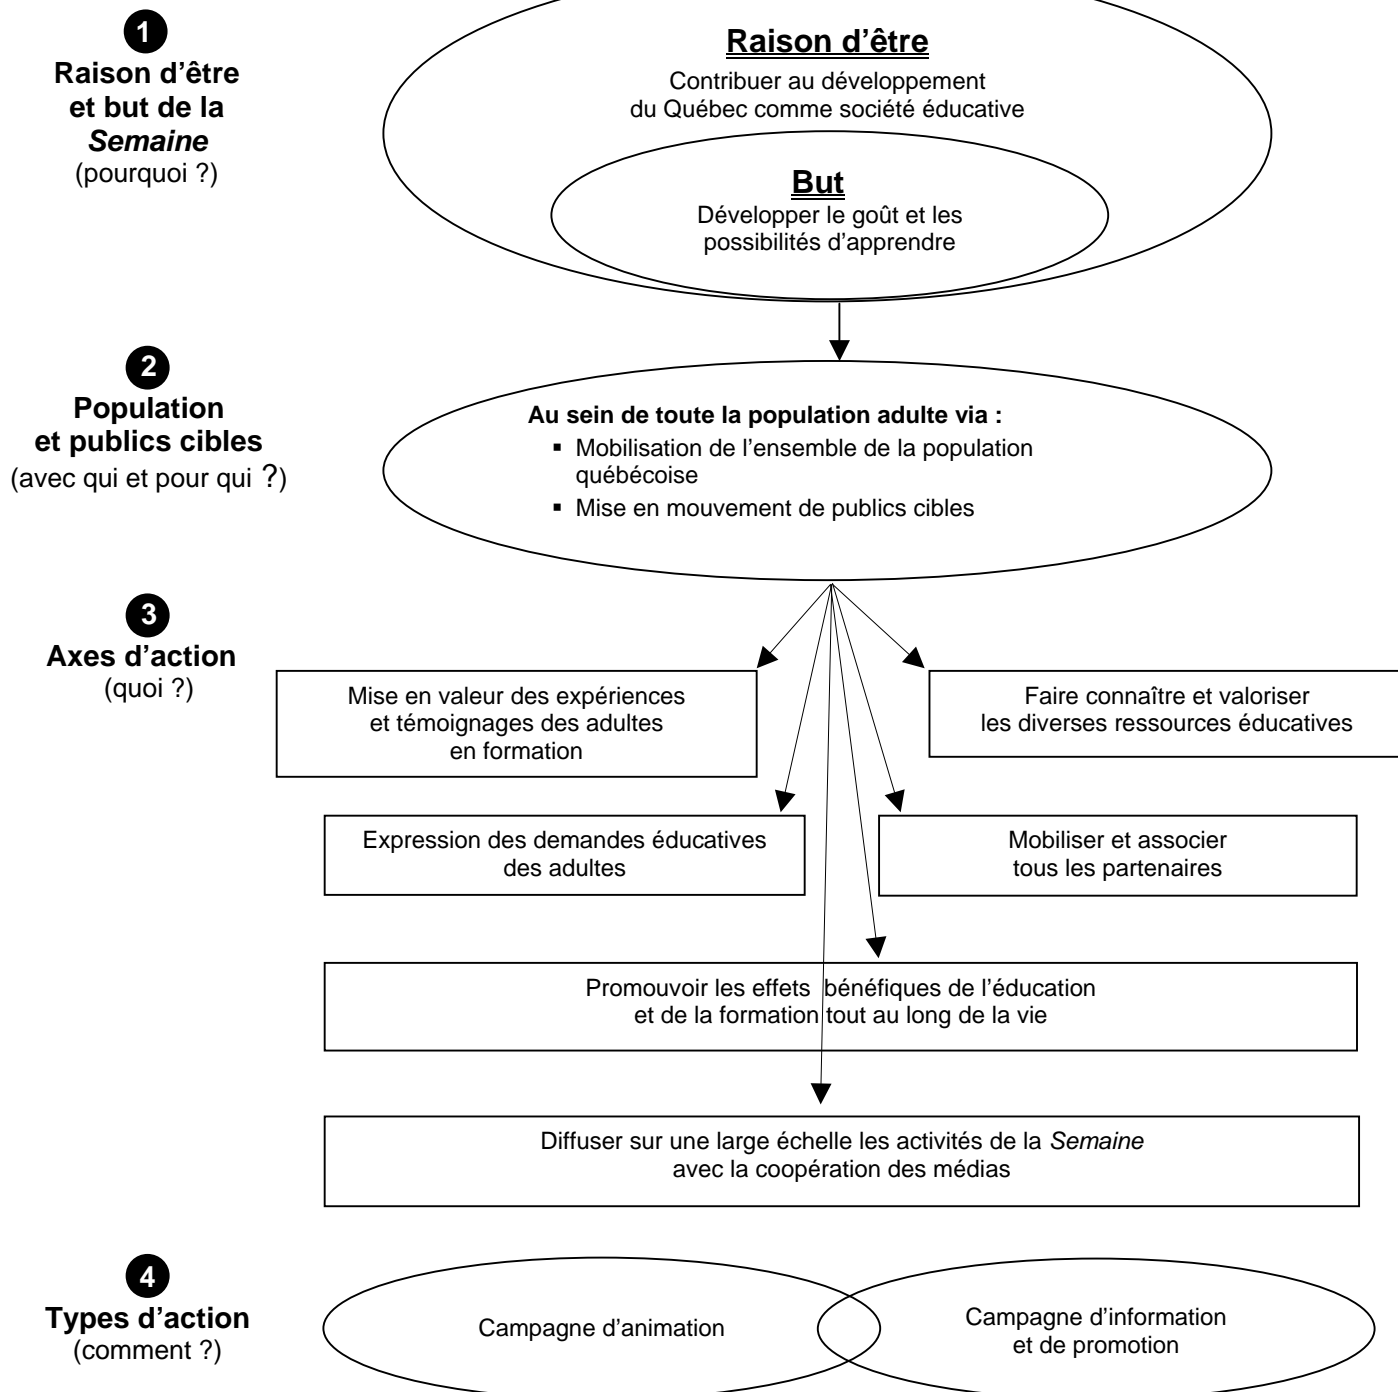 1
Raison d’être
et but de la
Semaine
(pourquoi ?)
Raison d’être
Contribuer au développement
du Québec comme société éducative
But
Développer le goût et les
possibilités d’apprendre
2
Population
et publics cibles
(avec qui et pour qui ?)
Au sein de toute la population adulte via :
▪ Mobilisation de l’ensemble de la population
québécoise
▪ Mise en mouvement de publics cibles
3
Axes d’action
(quoi ?)
Mise en valeur des expériences
et témoignages des adultes
en formation
Faire connaître et valoriser
les diverses ressources éducatives
Expression des demandes éducatives
des adultes
Mobiliser et associer
tous les partenaires
Promouvoir les effets bénéfiques de l’éducation
et de la formation tout au long de la vie
Diffuser sur une large échelle les activités de la Semaine
avec la coopération des médias
4
Types d’action
(comment ?)
Campagne d’animation
Campagne d’information
et de promotion